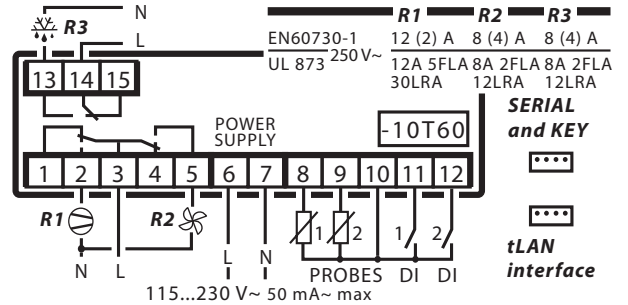 N
R3
L
13 14 15
R1 R2 R3
EN60730-1 250 V~ 12 (2) A 8 (4) A 8 (4) A
UL 873 12A 5FLA 8A 2FLA 8A 2FLA
30LRA 12LRA 12LRA
SERIAL
and KEY
POWER
SUPPLY
-10T60
1 2 3 4 5 6 7 8 9 10 11 12
R1 R2
1 2 1 2
L N
N L
PROBES DI DI
tLAN
interface
115...230 V~ 50 mA~ max